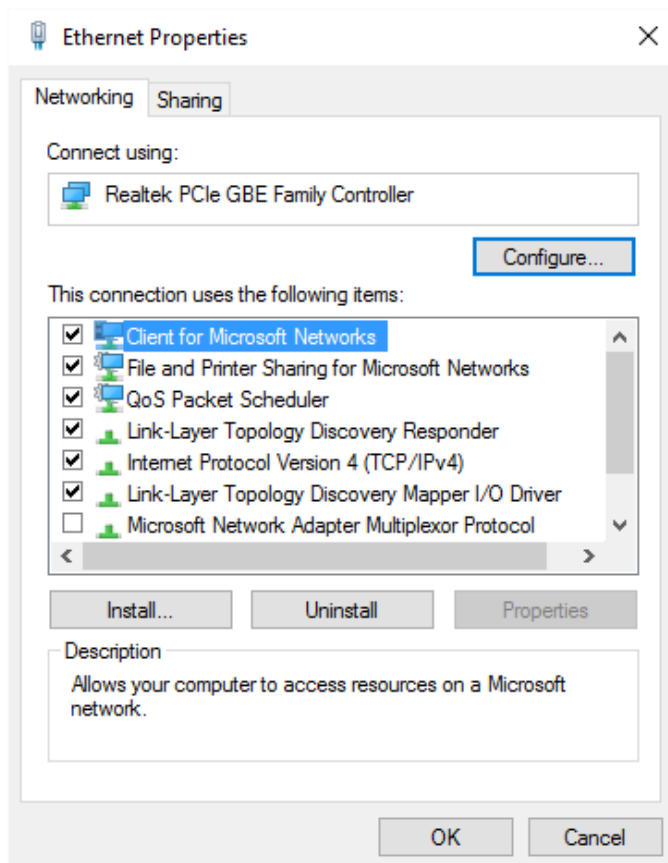 Ethernet Properties
Networking
Sharing
Connect using:
Realtek PCIe GBE Family Controller
Configure...
This connection uses the following items:
Client for Microsoft Networks
File and Printer Sharing for Microsoft Networks
QoS Packet Scheduler
Link-Layer Topology Discovery Responder
Internet Protocol Version 4 (TCP/IPv4)
Link-Layer Topology Discovery Mapper I/O Driver
Microsoft Network Adapter Multiplexor Protocol
Install...
Uninstall
Properties
Description
Allows your computer to access resources on a Microsoft
network.
OK
Cancel